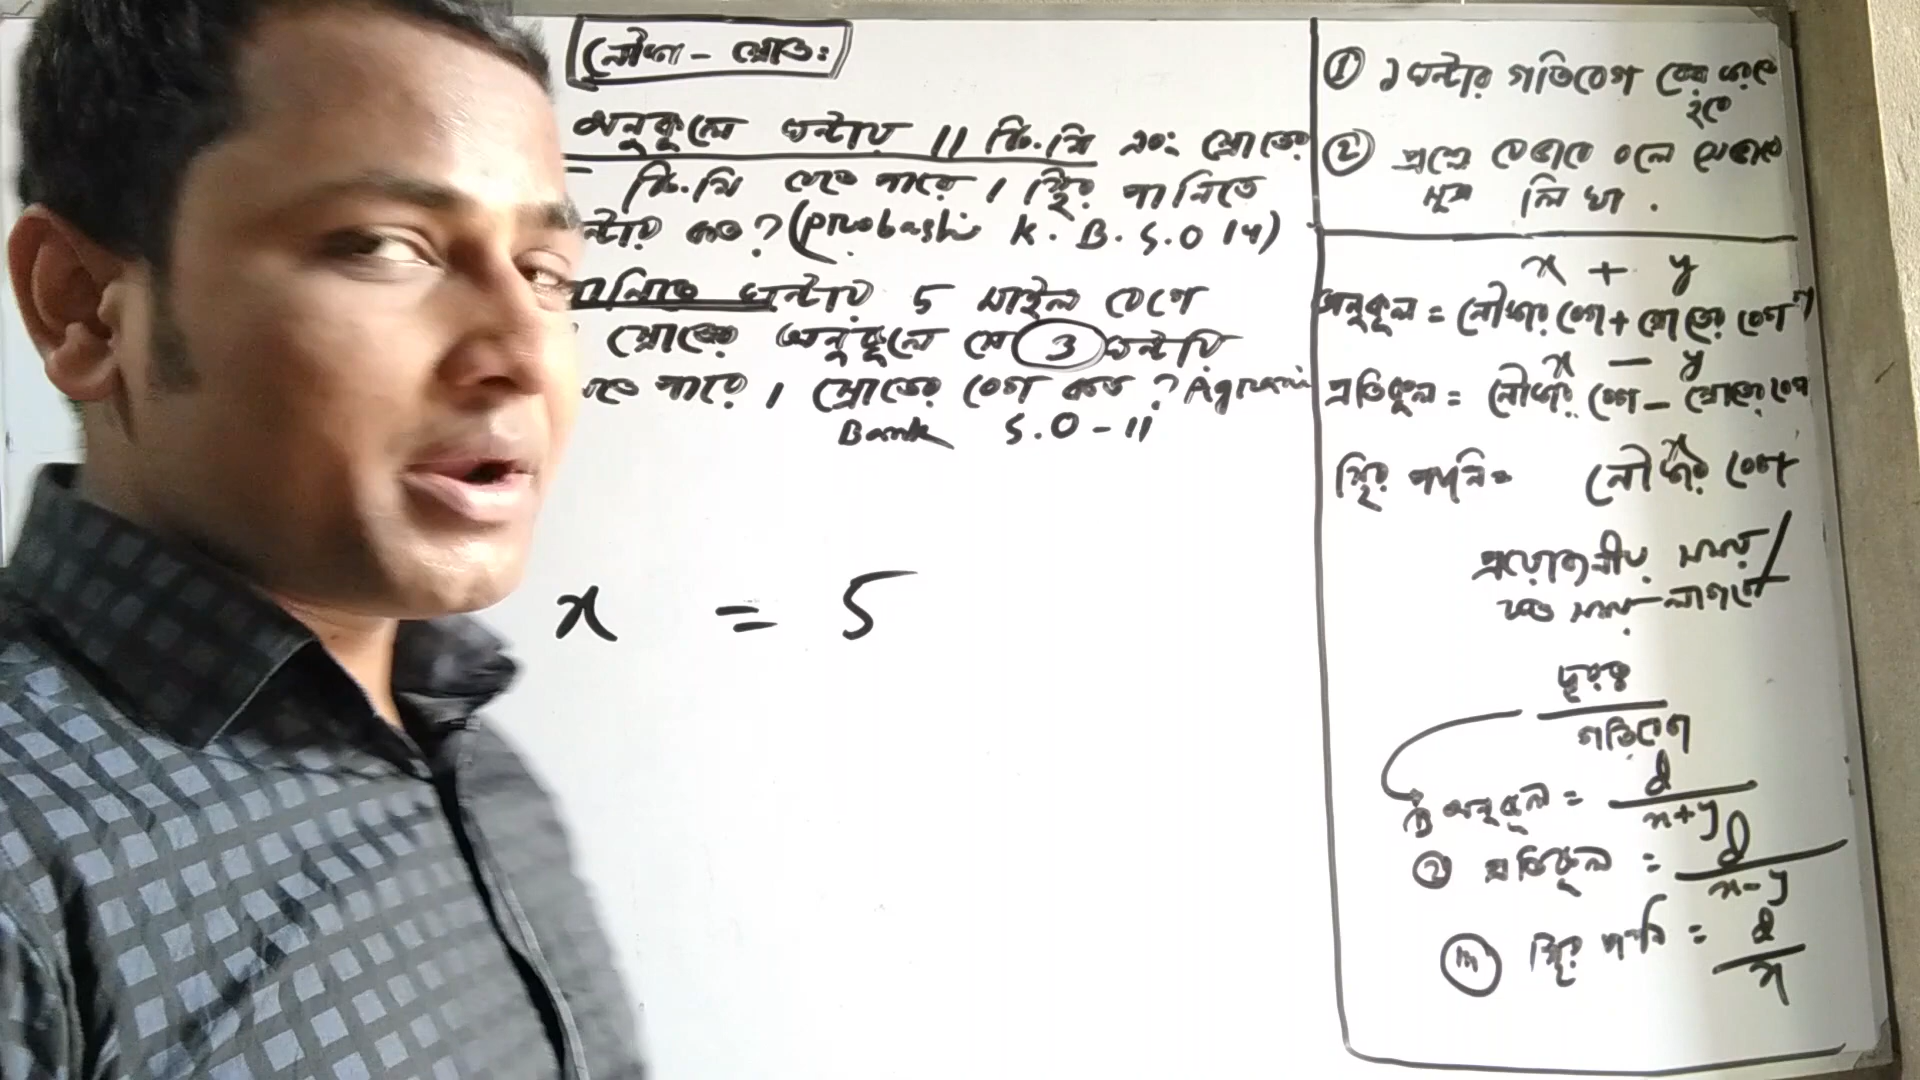 নৌকা - স্রোত:
অনুকূলে ঘন্টায় 11 কি.মি এবং স্রোতের
কি.মি যেতে পারে। স্থির পানিতে
ন্টায় কত? (Probashi K.B.S.O 14)
পানিতে ঘন্টায় 5 মাইল বেগে
স্রোতের অনুকূলে সে 3 ঘন্টায়
যেতে পারে। স্রোতের বেগ কত? Agrani
Bank S.O-11
x = 5
① ১ ঘন্টার গতিবেগ বের করতে
হবে
② প্রশ্নে যেভাবে বলে সেভাবে
সূত্র লিখা.
x + y
অনুকূল = নৌকার বেগ + স্রোতের বেগ
x - y
প্রতিকূল = নৌকার বেগ - স্রোতের বেগ
x
স্থির পানি = নৌকার বেগ
প্রয়োজনীয় সময় /
যত সময় লাগবে
দূরত্ব
গতিবেগ
অনুকূল = d
x+y
② প্রতিকূল = d
x-y
স্থির পানি = d
x